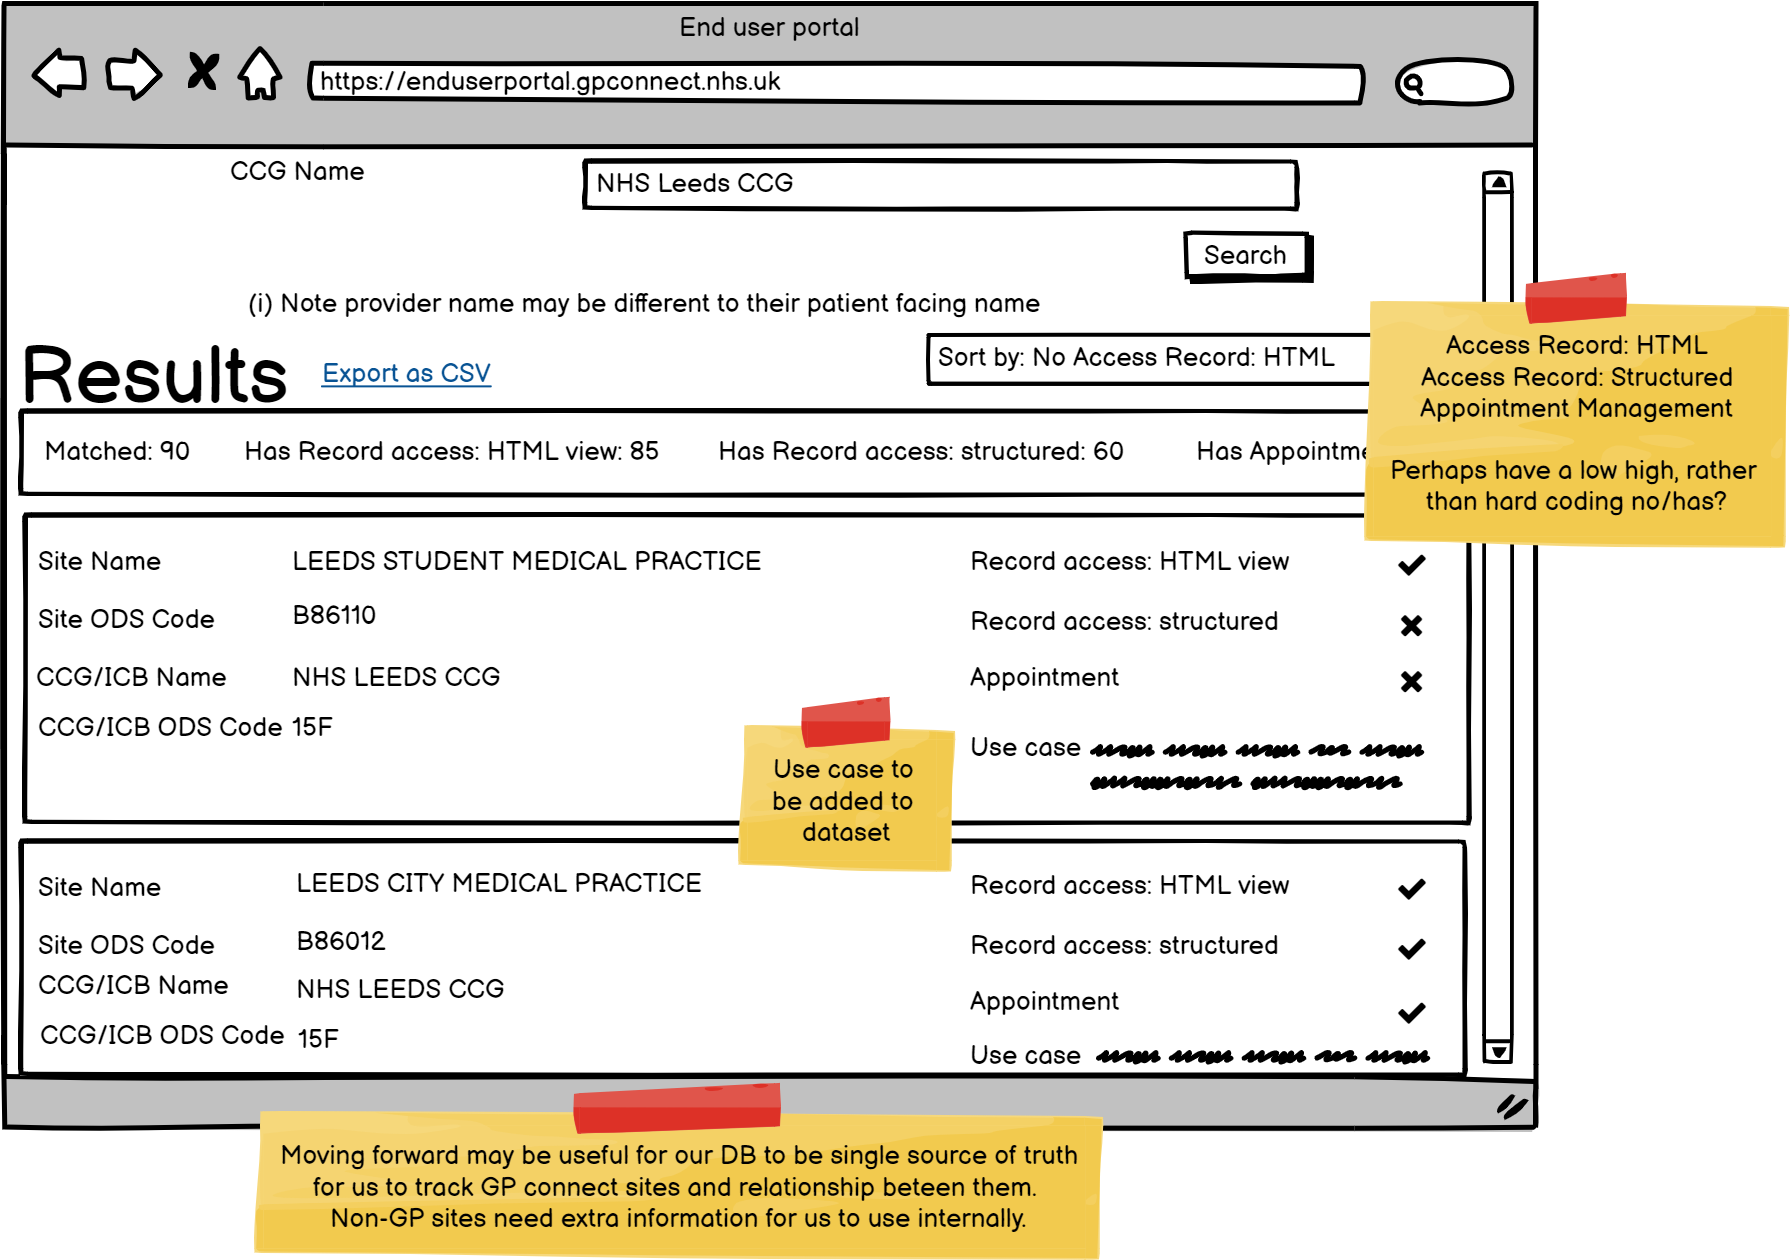 End user portal
https://enduserportal.gpconnect.nhs.uk
CCG Name
NHS Leeds CCG
Search
(i) Note provider name may be different to their patient facing name
Results
Export as CSV
Sort by: No Access Record: HTML
Access Record: HTML
Access Record: Structured
Appointment Management
Perhaps have a low high, rather
than hard coding no/has?
Matched: 90 Has Record access: HTML view: 85 Has Record access: structured: 60 Has
Site Name LEEDS STUDENT MEDICAL PRACTICE Record access: HTML view
Site ODS Code B86110 Record access: structured
CCG/ICB Name NHS LEEDS CCG Appointment
CCG/ICB ODS Code 15F
Use case
Use case to
be added to
dataset
Site Name LEEDS CITY MEDICAL PRACTICE Record access: HTML view
Site ODS Code B86012 Record access: structured
CCG/ICB Name NHS LEEDS CCG
Appointment
CCG/ICB ODS Code 15F
Use case
Moving forward may be useful for our DB to be single source of truth
for us to track GP connect sites and relationship beteen them.
Non-GP sites need extra information for us to use internally.